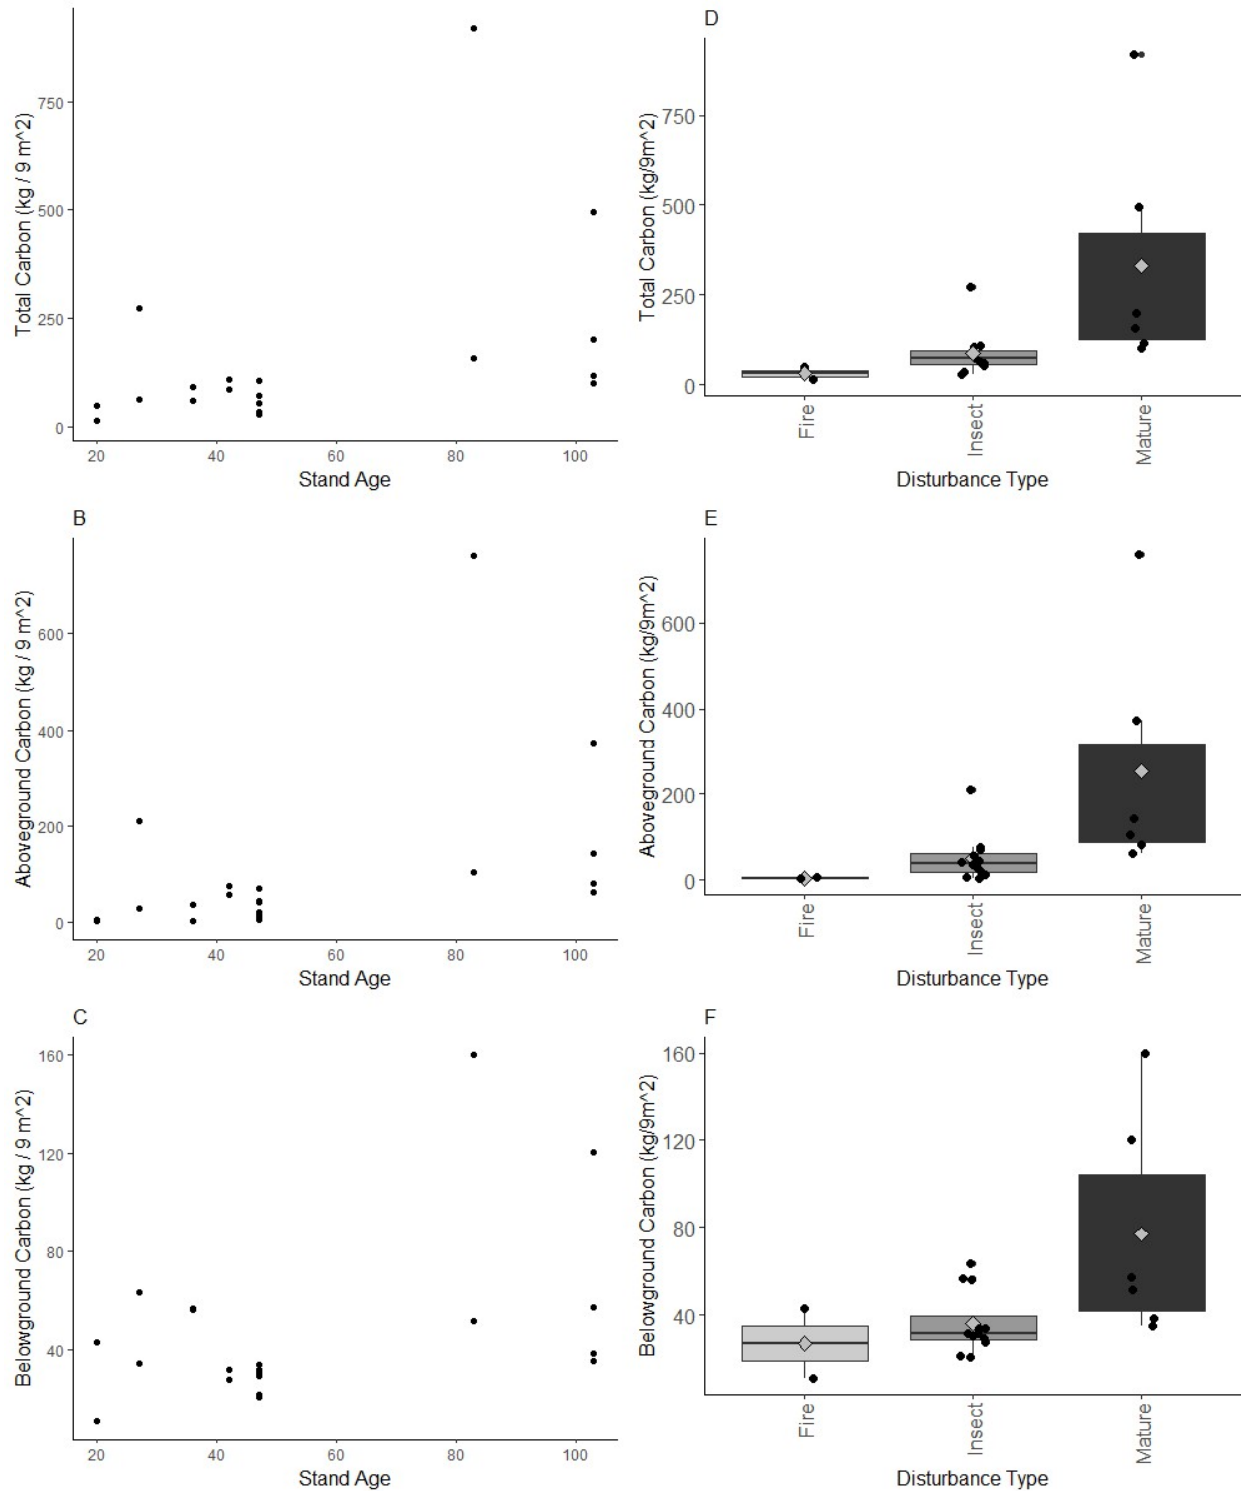 Total Carbon (kg / 9 m^2)
750
500
250
0
20 40 60 80 100
Stand Age
D
Total Carbon (kg/9m^2)
750
500
250
0
Fire Insect Mature
Disturbance Type
B
Aboveground Carbon (kg / 9 m^2)
600
400
200
0
20 40 60 80 100
Stand Age
E
Aboveground Carbon (kg/9m^2)
600
400
200
0
Fire Insect Mature
Disturbance Type
C
Belowground Carbon (kg / 9 m^2)
160
120
80
40
20 40 60 80 100
Stand Age
F
Belowground Carbon (kg/9m^2)
160
120
80
40
Fire Insect Mature
Disturbance Type